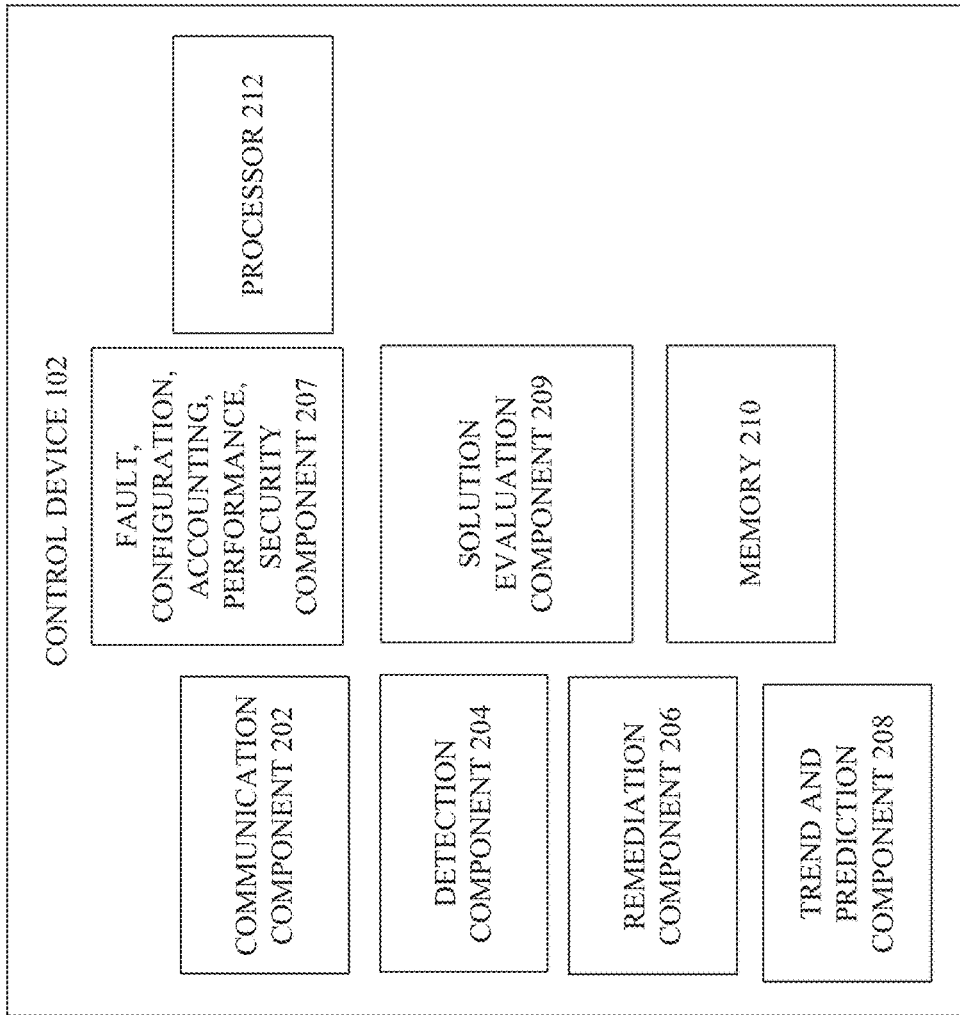 CONTROL DEVICE 102
COMMUNICATION
COMPONENT 202
DETECTION
COMPONENT 204
REMEDIATION
COMPONENT 206
TREND AND
PREDICTION
COMPONENT 208
FAULT,
CONFIGURATION,
ACCOUNTING,
PERFORMANCE,
SECURITY
COMPONENT 207
SOLUTION
EVALUATION
COMPONENT 209
MEMORY 210
PROCESSOR 212